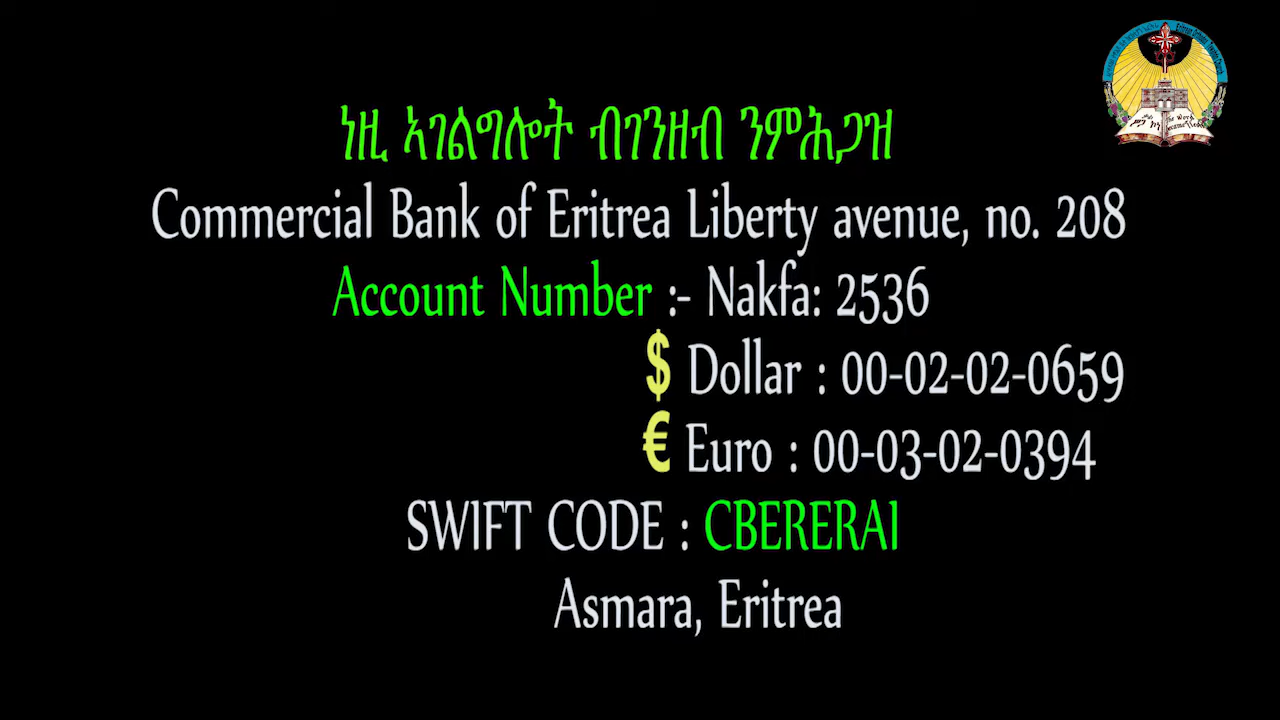 ነዚ ኣገልግሎት ብገንዘብ ንምሕጋዝ
Commercial Bank of Eritrea Liberty avenue, no. 208
Account Number :- Nakfa: 2536
$ Dollar : 00-02-02-0659
€ Euro : 00-03-02-0394
SWIFT CODE : CBERERAI
Asmara, Eritrea